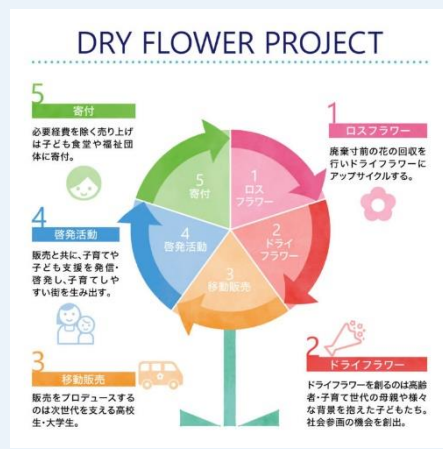 DRY FLOWER PROJECT
1
ロスフラワー
廃棄寸前の花の回収を
行いドライフラワーに
アップサイクルする。
2
ドライフラワー
ドライフラワーを創るのは高齢
者・子育て世代の母親や様々
な背景を抱えた子どもたち。
社会参画の機会を創出。
3
移動販売
販売をプロデュースする
のは次世代を支える高校
生・大学生。
4
啓発活動
販売と共に、子育てや
子ども支援を発信・
啓発し、子育てしや
すい街を生み出す。
5
寄付
必要経費を除く売り上げ
は子ども食堂や福祉団
体に寄付。
1
ロス
フラワー
2
ドライ
フラワー
3
移動販売
4
啓発活動
5
寄付